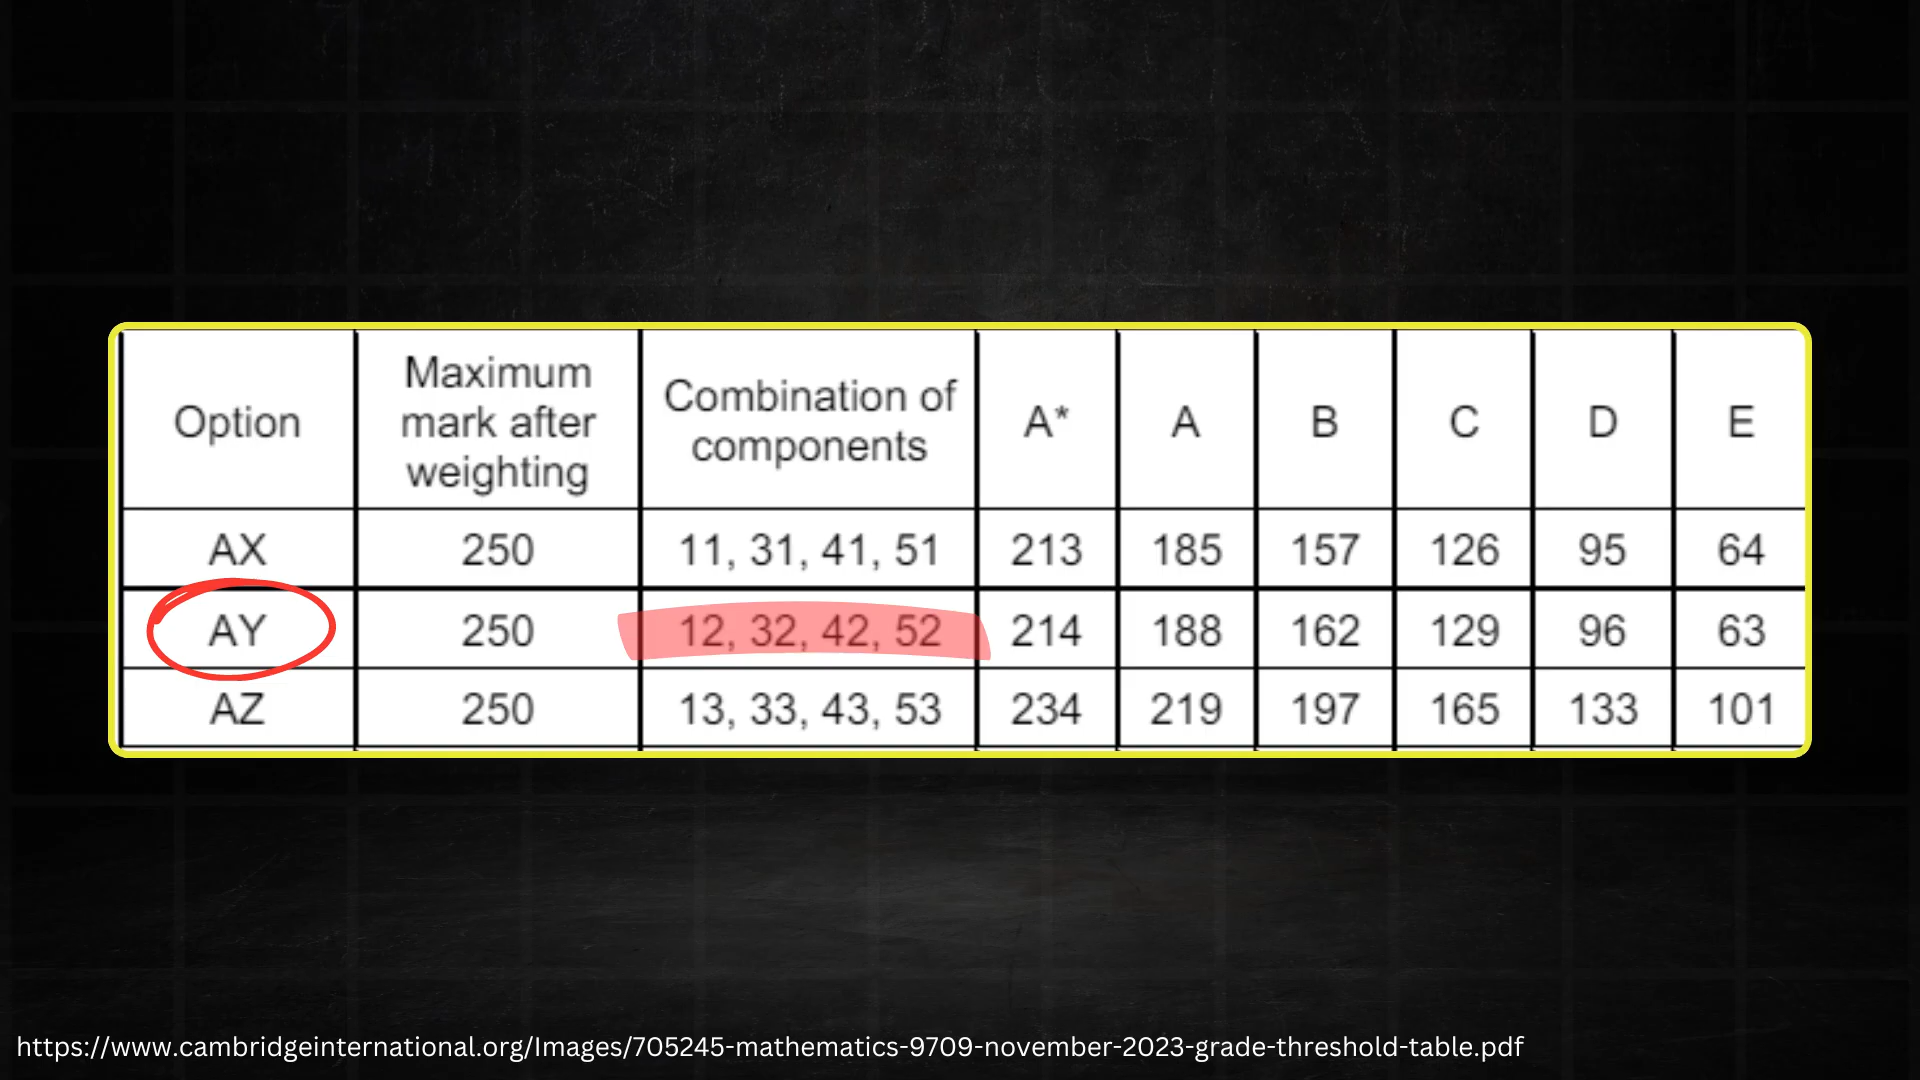 Option Maximum mark after weighting Combination of components A* A B C D E
AX 250 11, 31, 41, 51 213 185 157 126 95 64
AY 250 12, 32, 42, 52 214 188 162 129 96 63
AZ 250 13, 33, 43, 53 234 219 197 165 133 101
https://www.cambridgeinternational.org/Images/705245-mathematics-9709-november-2023-grade-threshold-table.pdf